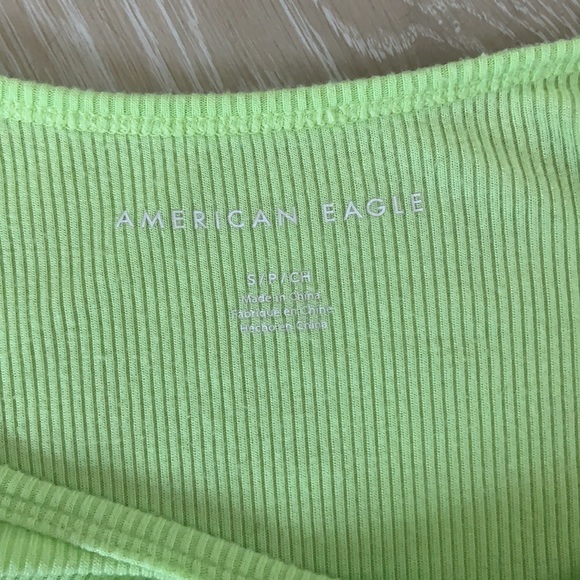 AMERICAN EAGLE
S/P/CH
Made in China
Fabriqué en Chine
Hecho en China